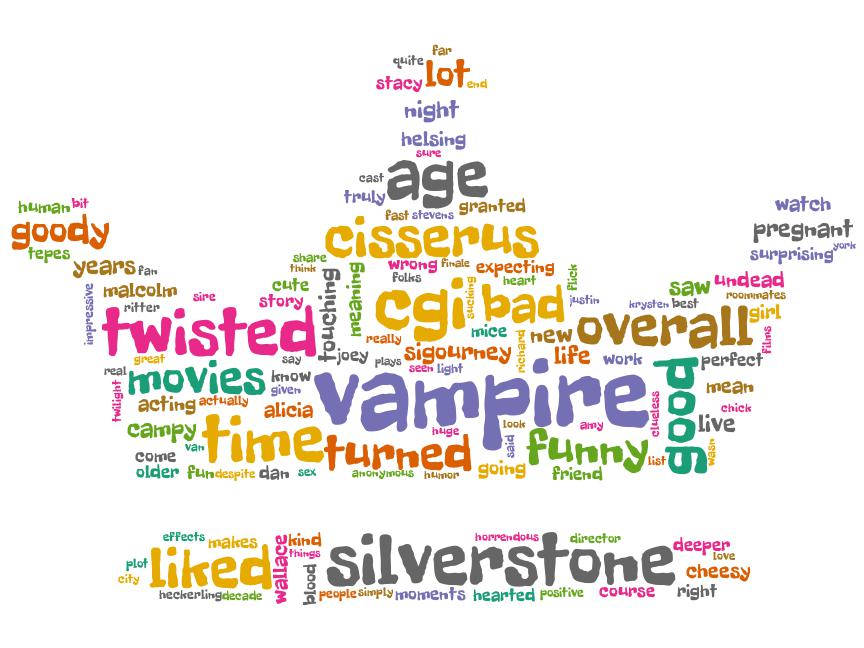 far
quite
lot
stacy
end
night
helsing
sure
cast
age
truly
granted
fast
stevens
human
bit
goody
tepes
watch
pregnant
surprising
york
cisserus
years
fan
share
think
wrong
finale
expecting
folks
heart
flick
impressive
malcolm
ritter
sire
cute
story
touching
meaning
cgi
sucking
bad
justin
krysten
best
saw
undead
roommates
girl
films
twisted
great
say
joey
really
plays
sigourney
mice
richard
new
overall
life
work
perfect
real
movies
know
given
seen
light
twilight
acting
actually
alicia
vampire
good
mean
chick
live
clueless
campy
van
time
turned
huge
look
said
amy
funny
list
wasn
come
older
fun
despite
dan
sex
anonymous
humor
going
friend
effects
makes
kind
things
wallace
plot
city
liked
blood
silverstone
horrendous
director
deeper
love
cheesy
heckerling
decade
people
simply
moments
hearted
positive
course
right